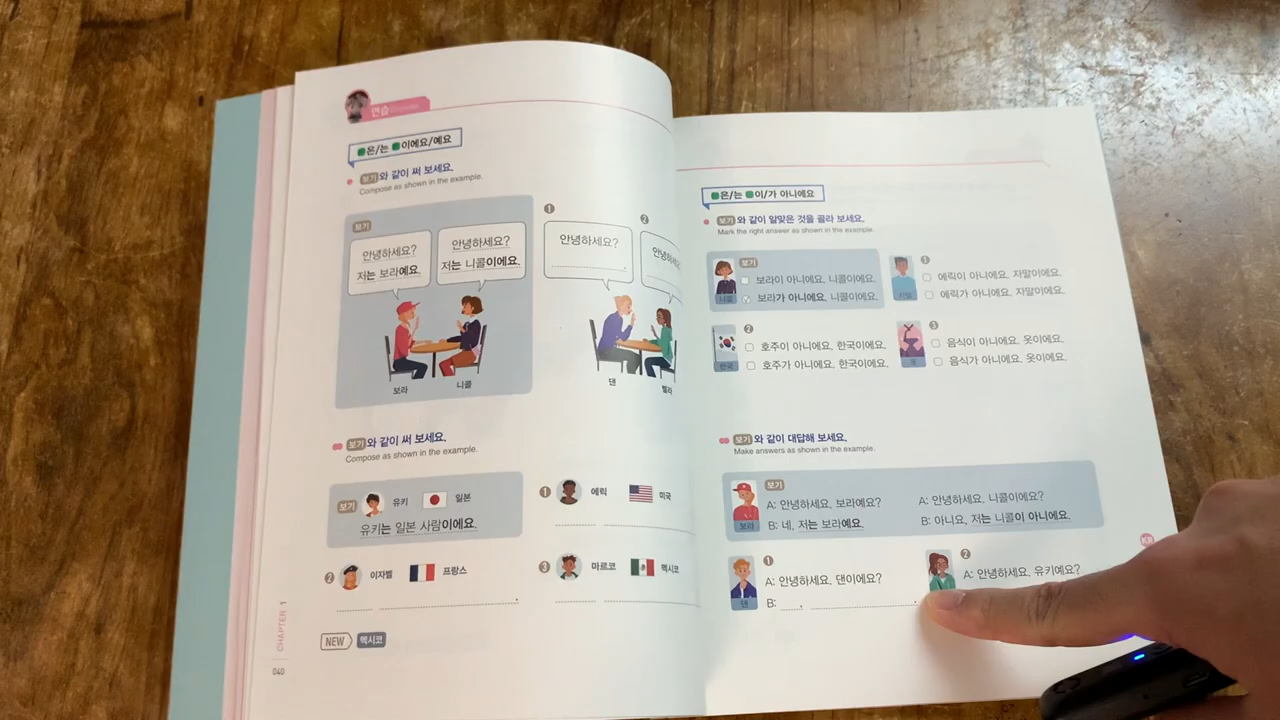 연습
은/는 이에요/예요
보기와 같이 써 보세요.
Compose as shown in the example.
보기
안녕하세요?
저는 보라예요.
안녕하세요?
저는 니콜이에요.
보라
니콜
1
안녕하세요?
2
댄
보기와 같이 써 보세요.
Compose as shown in the example.
보기 유키 일본
유키는 일본 사람이에요.
1 에릭 미국
2 이자벨 프랑스
3 마르코 멕시코
NEW 멕시코
CHAPTER 1
040
은/는 이/가 아니에요
보기와 같이 알맞은 것을 골라 보세요.
Mark the right answer as shown in the example.
보기
니콜
보라이 아니에요. 니콜이에요.
보라가 아니에요. 니콜이에요.
1
에릭이 아니에요. 자말이에요.
에릭가 아니에요. 자말이에요.
2
한국
호주이 아니에요. 한국이에요.
호주가 아니에요. 한국이에요.
3
옷
음식이 아니에요. 옷이에요.
음식가 아니에요. 옷이에요.
보기와 같이 대답해 보세요.
Make answers as shown in the example.
보기
보라
A: 안녕하세요. 보라예요?
B: 네, 저는 보라예요.
A: 안녕하세요. 니콜이에요?
B: 아니요, 저는 니콜이 아니에요.
1
댄
A: 안녕하세요. 댄이에요?
B:
2
A: 안녕하세요. 유키예요?